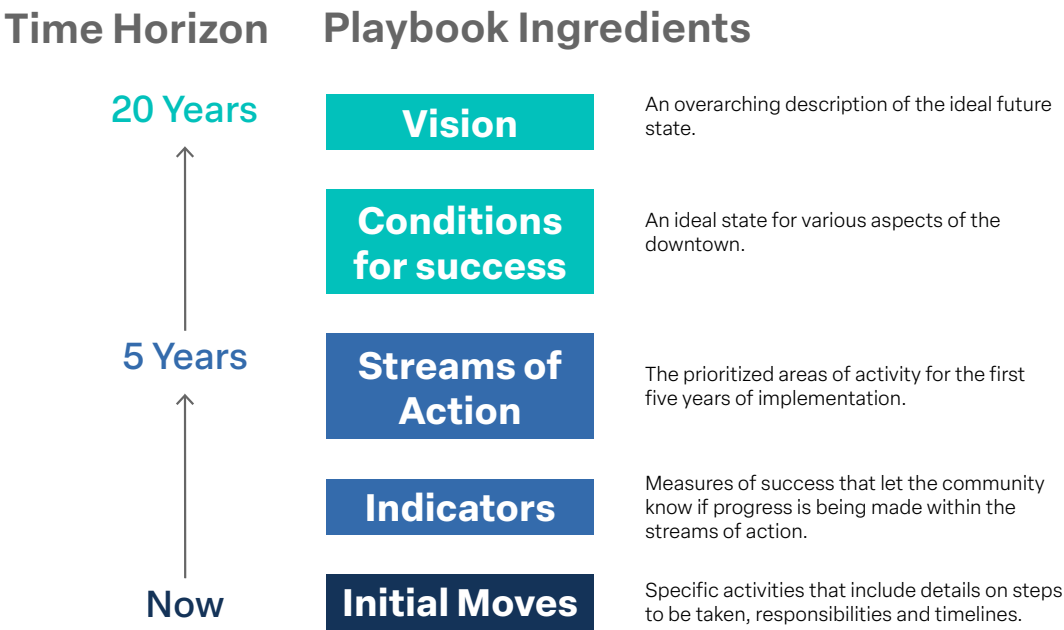 Time Horizon
Playbook Ingredients
20 Years
Vision
An overarching description of the ideal future
state.
Conditions
for success
An ideal state for various aspects of the
downtown.
5 Years
Streams of
Action
The prioritized areas of activity for the first
five years of implementation.
Indicators
Measures of success that let the community
know if progress is being made within the
streams of action.
Now
Initial Moves
Specific activities that include details on steps
to be taken, responsibilities and timelines.